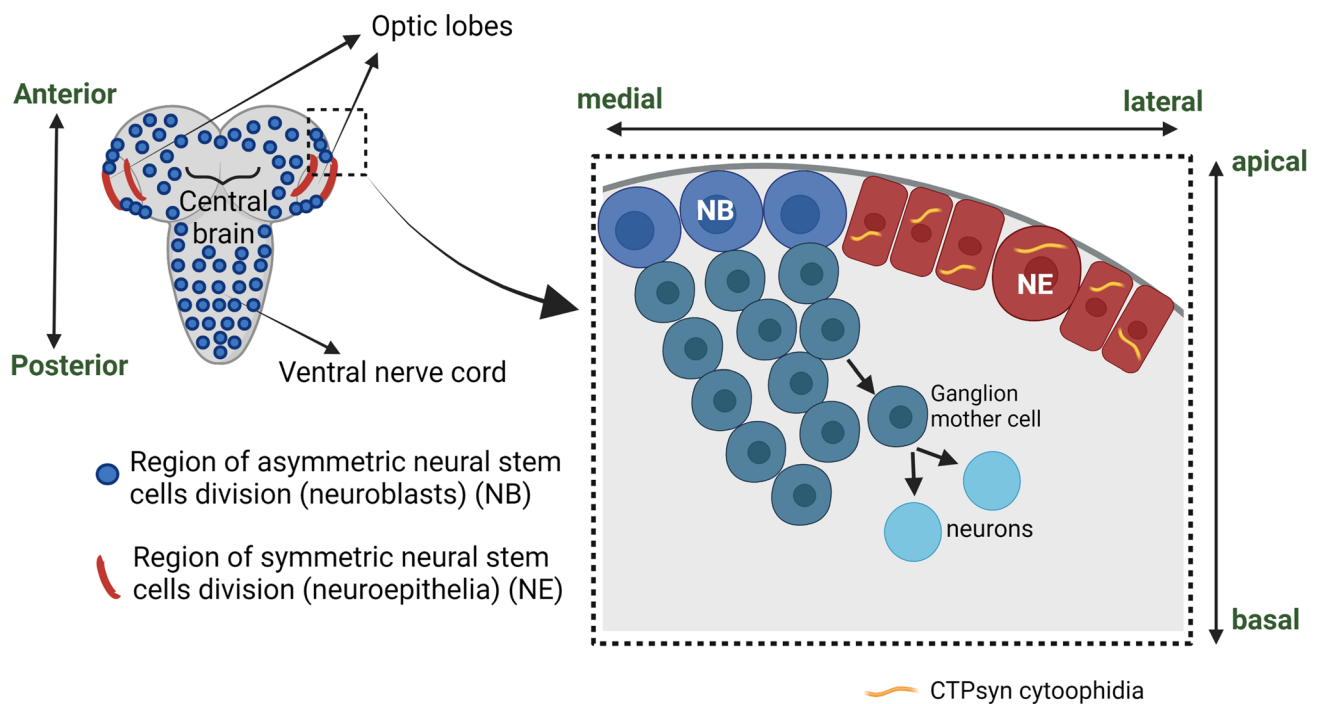 Optic lobes
Anterior
Central
brain
Posterior
Ventral nerve cord
Region of asymmetric neural stem
cells division (neuroblasts) (NB)
Region of symmetric neural stem
cells division (neuroepithelia) (NE)
medial
lateral
apical
NB
NE
Ganglion
mother cell
neurons
basal
CTPsyn cytoophidia